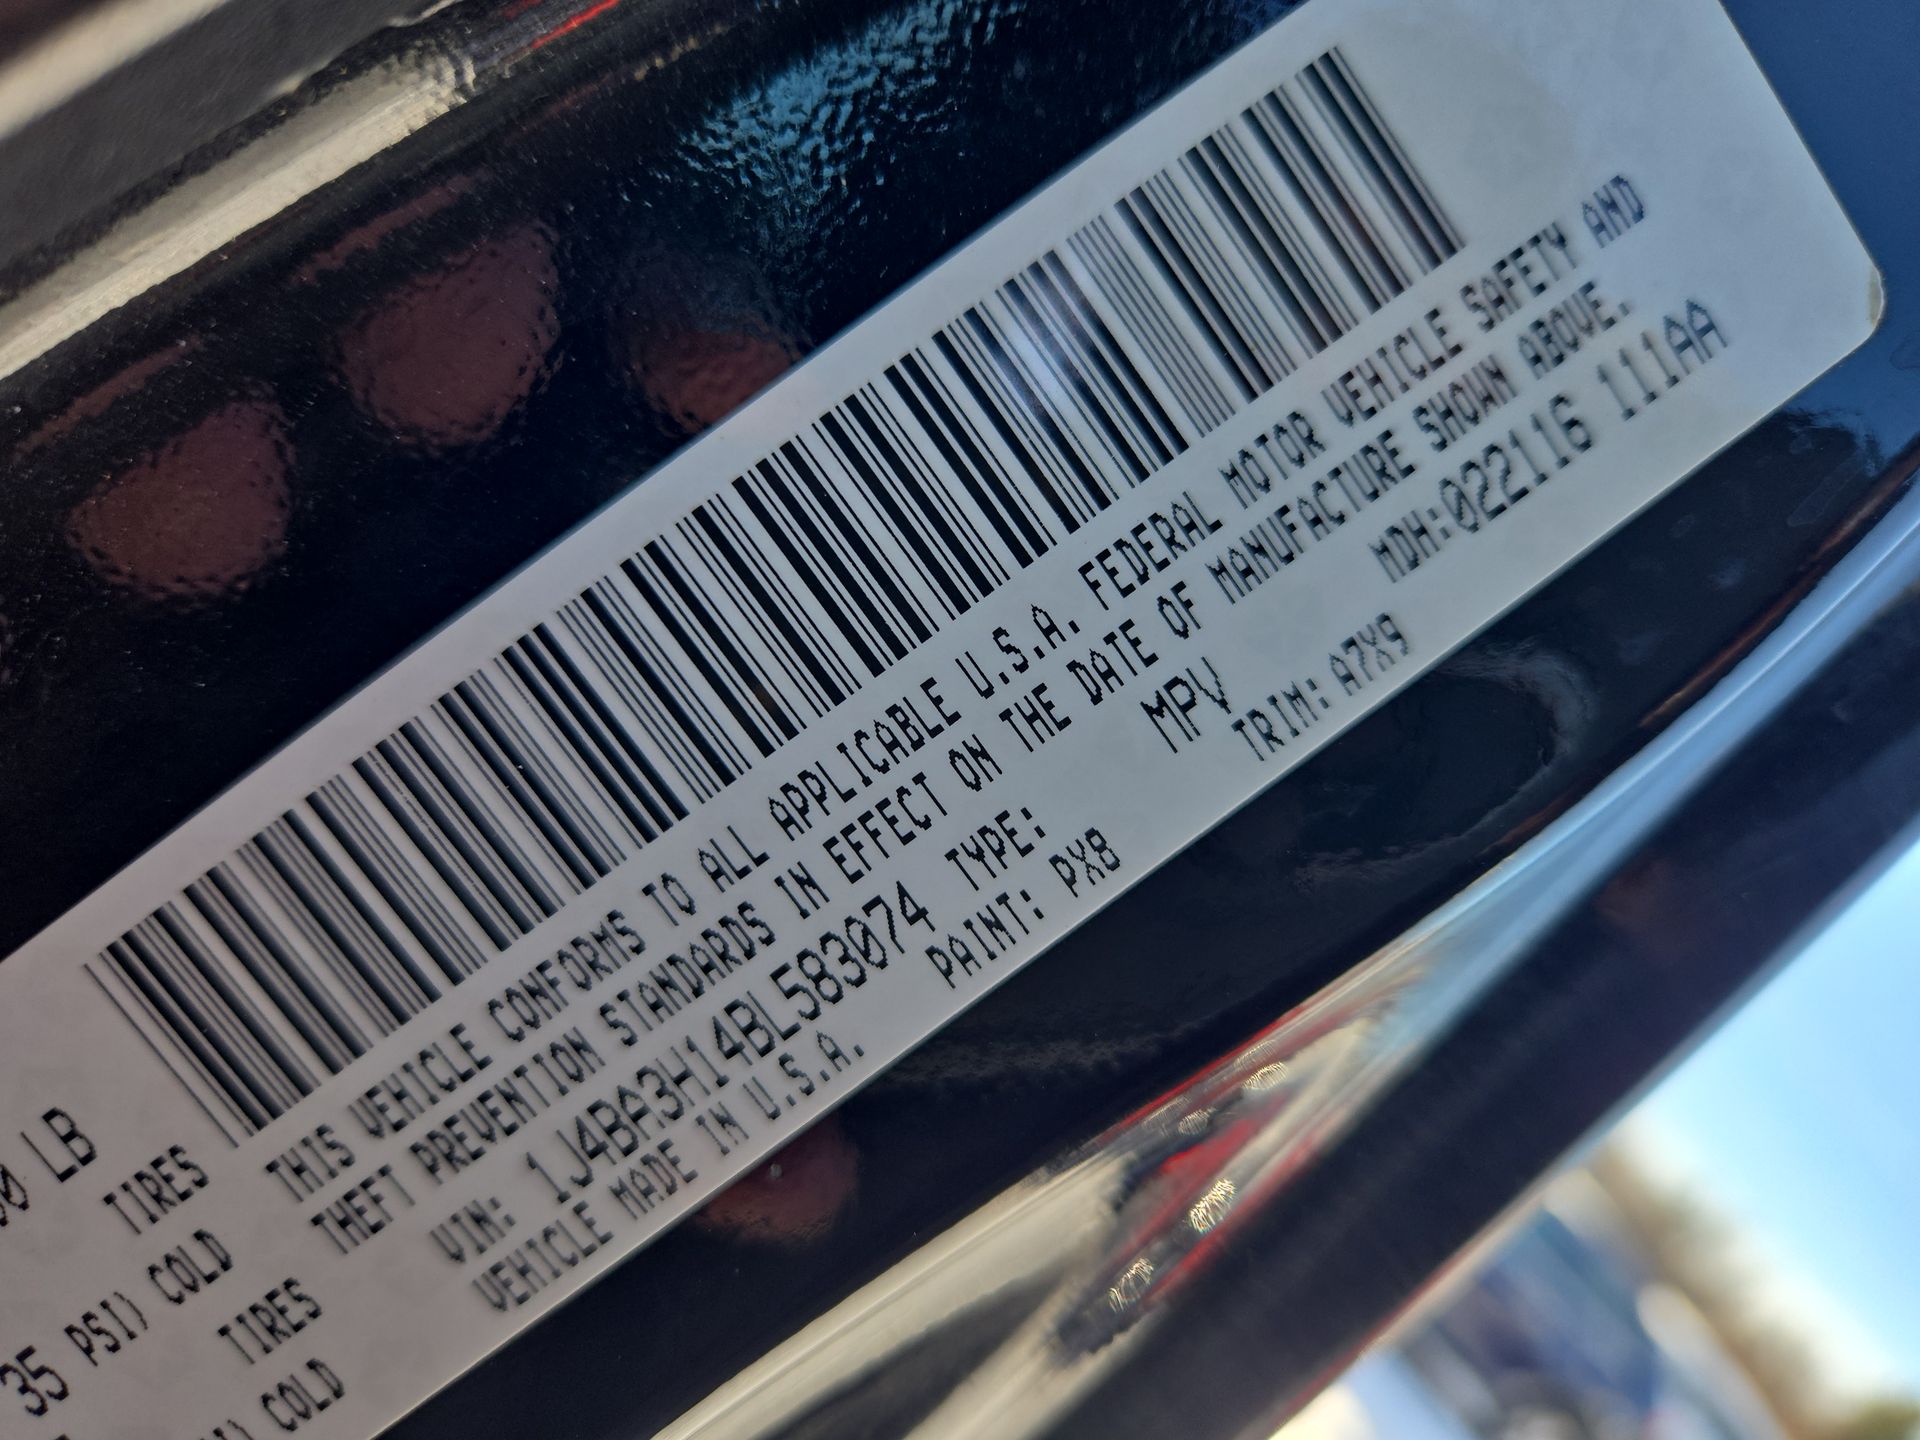 0 LB
TIRES
35 PSI) COLD
TIRES
) COLD
THIS VEHICLE CONFORMS TO ALL APPLICABLE U.S.A. FEDERAL MOTOR VEHICLE SAFETY AND
THEFT PREVENTION STANDARDS IN EFFECT ON THE DATE OF MANUFACTURE SHOWN ABOVE.
MDH:022116 111AA
VIN: 1J4BA3H14BL583074 TYPE: MPV
VEHICLE MADE IN U.S.A. PAINT: PX8 TRIM: A7X9